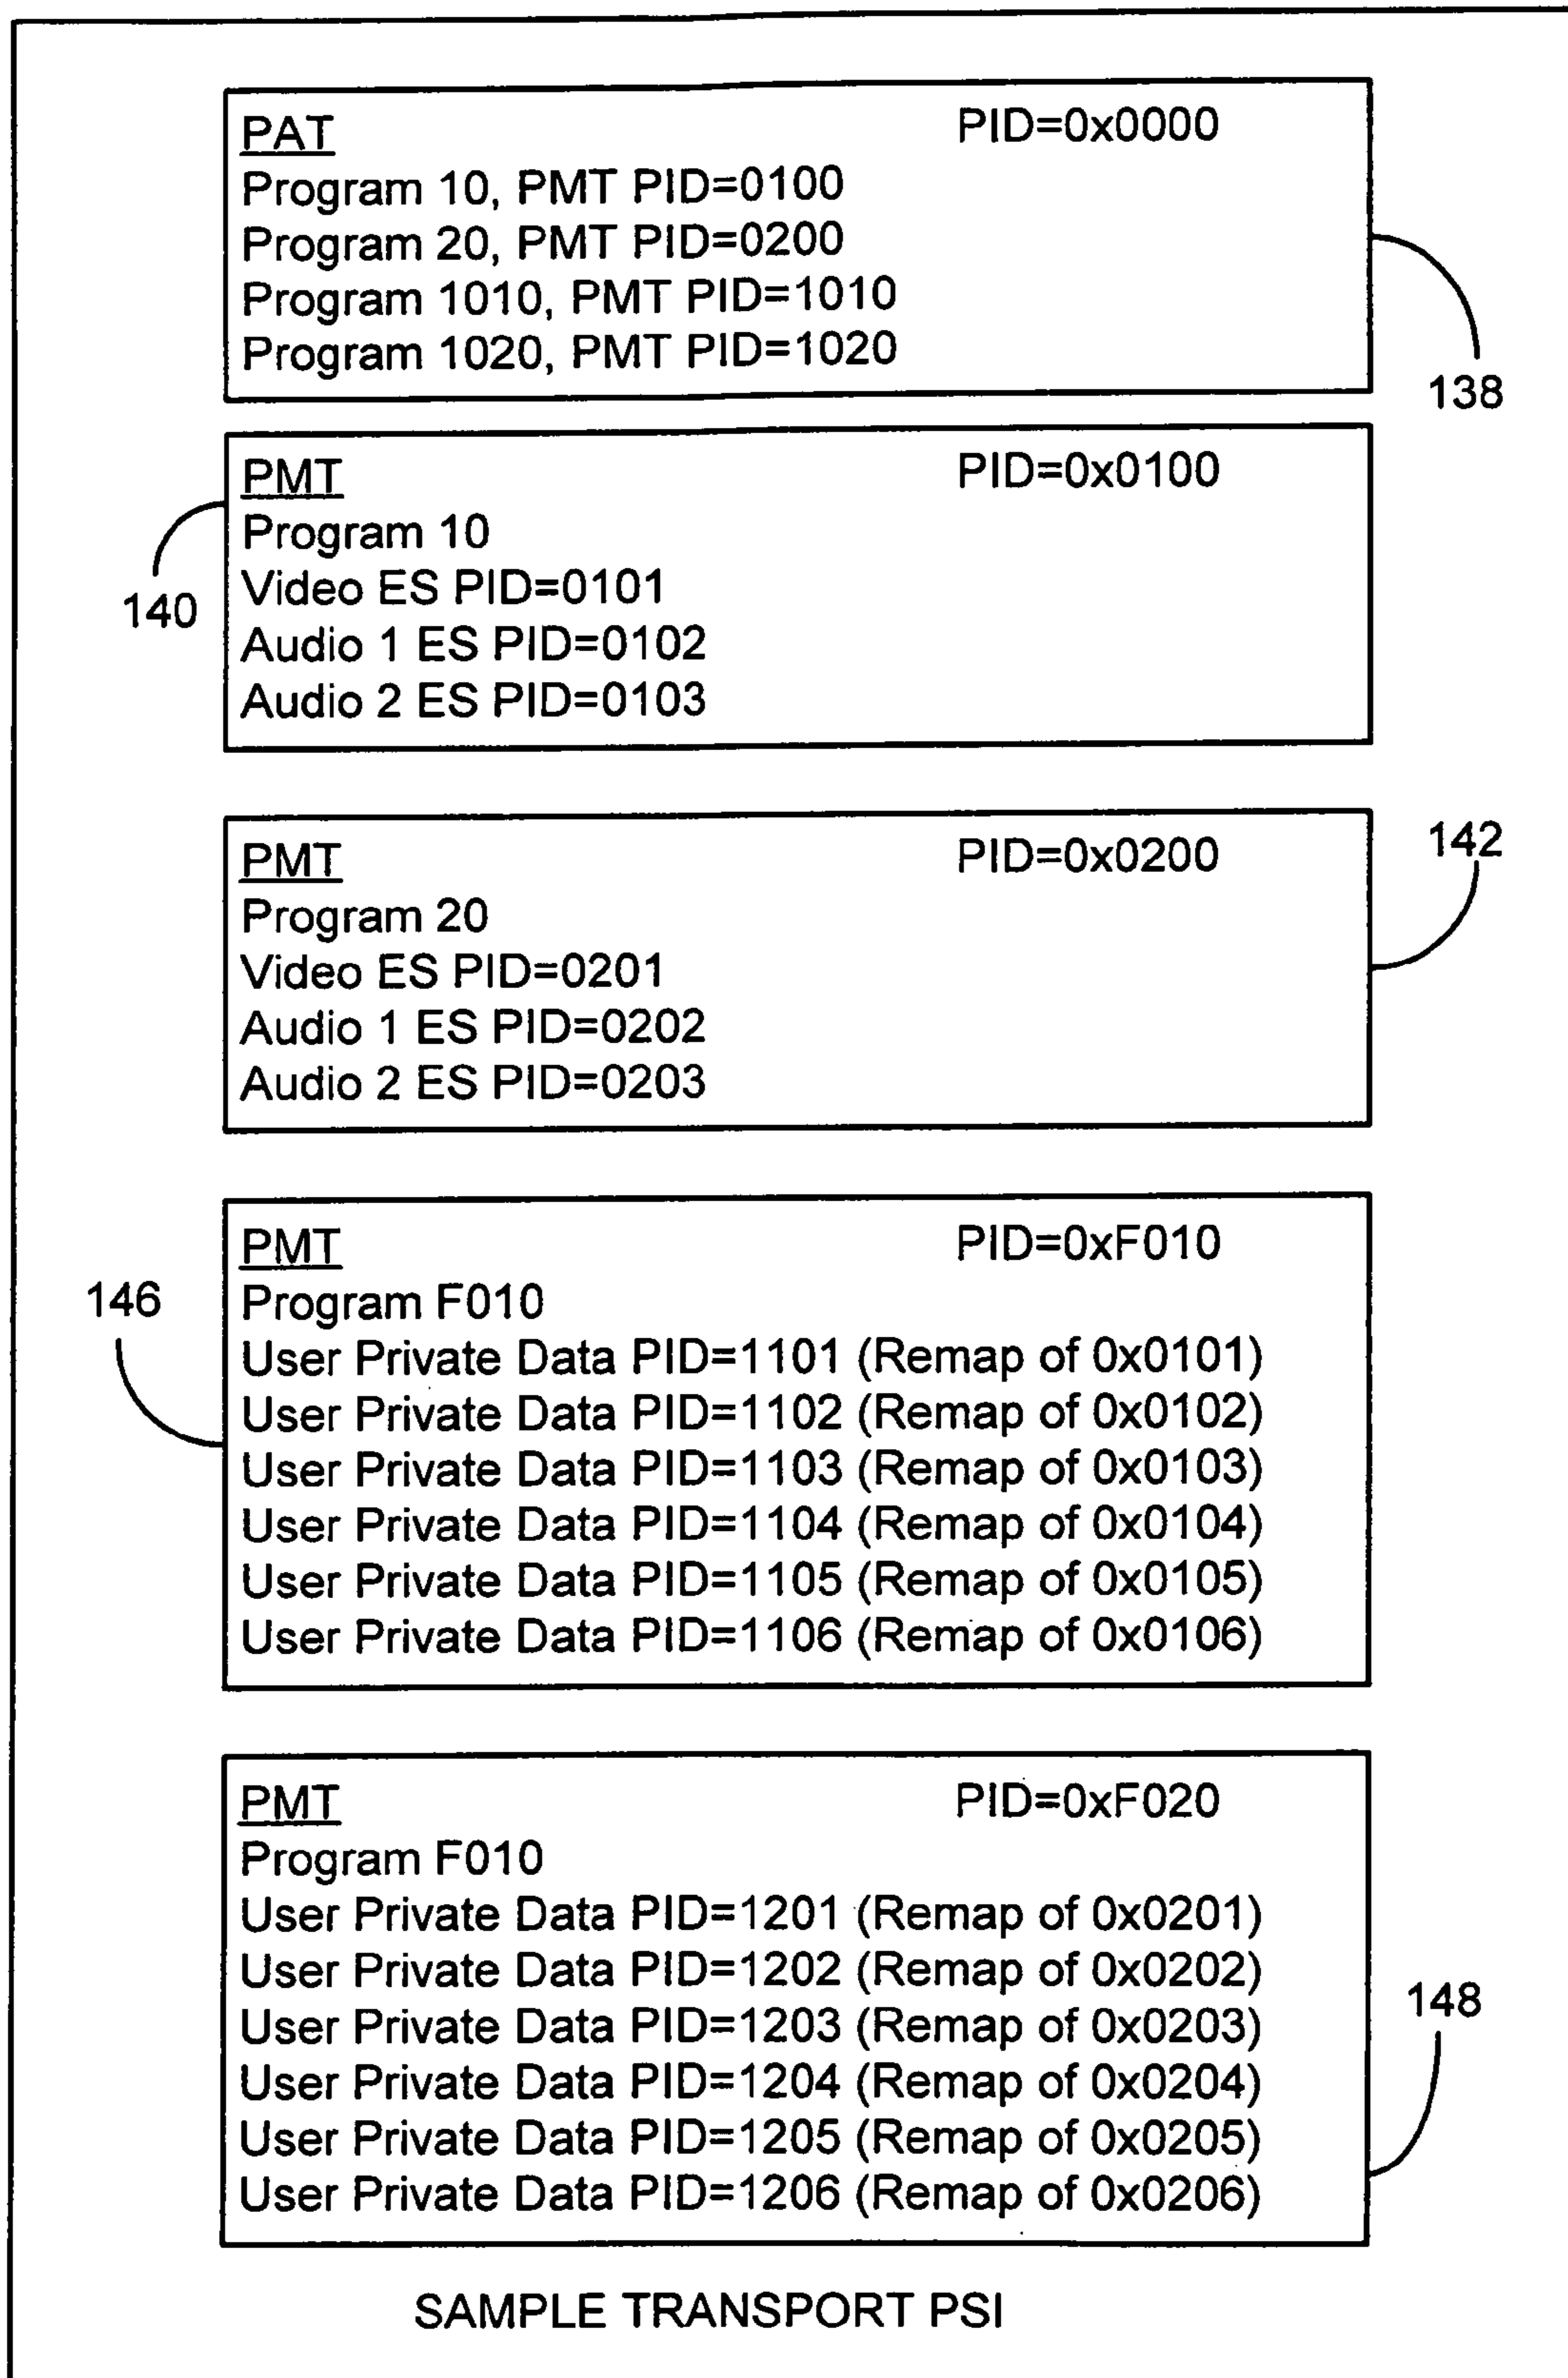 PAT PID=0x0000
Program 10, PMT PID=0100
Program 20, PMT PID=0200
Program 1010, PMT PID=1010
Program 1020, PMT PID=1020
138
PMT PID=0x0100
Program 10
Video ES PID=0101
Audio 1 ES PID=0102
Audio 2 ES PID=0103
140
PMT PID=0x0200
Program 20
Video ES PID=0201
Audio 1 ES PID=0202
Audio 2 ES PID=0203
142
PMT PID=0xF010
Program F010
User Private Data PID=1101 (Remap of 0x0101)
User Private Data PID=1102 (Remap of 0x0102)
User Private Data PID=1103 (Remap of 0x0103)
User Private Data PID=1104 (Remap of 0x0104)
User Private Data PID=1105 (Remap of 0x0105)
User Private Data PID=1106 (Remap of 0x0106)
146
PMT PID=0xF020
Program F010
User Private Data PID=1201 (Remap of 0x0201)
User Private Data PID=1202 (Remap of 0x0202)
User Private Data PID=1203 (Remap of 0x0203)
User Private Data PID=1204 (Remap of 0x0204)
User Private Data PID=1205 (Remap of 0x0205)
User Private Data PID=1206 (Remap of 0x0206)
148
SAMPLE TRANSPORT PSI